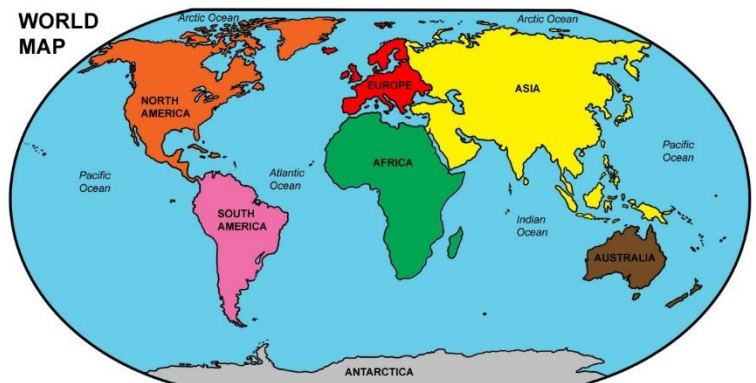 WORLD
MAP
Arctic Ocean
Arctic Ocean
NORTH
AMERICA
EUROPE
ASIA
Pacific
Ocean
Atlantic
Ocean
AFRICA
Pacific
Ocean
SOUTH
AMERICA
Indian
Ocean
AUSTRALIA
ANTARCTICA